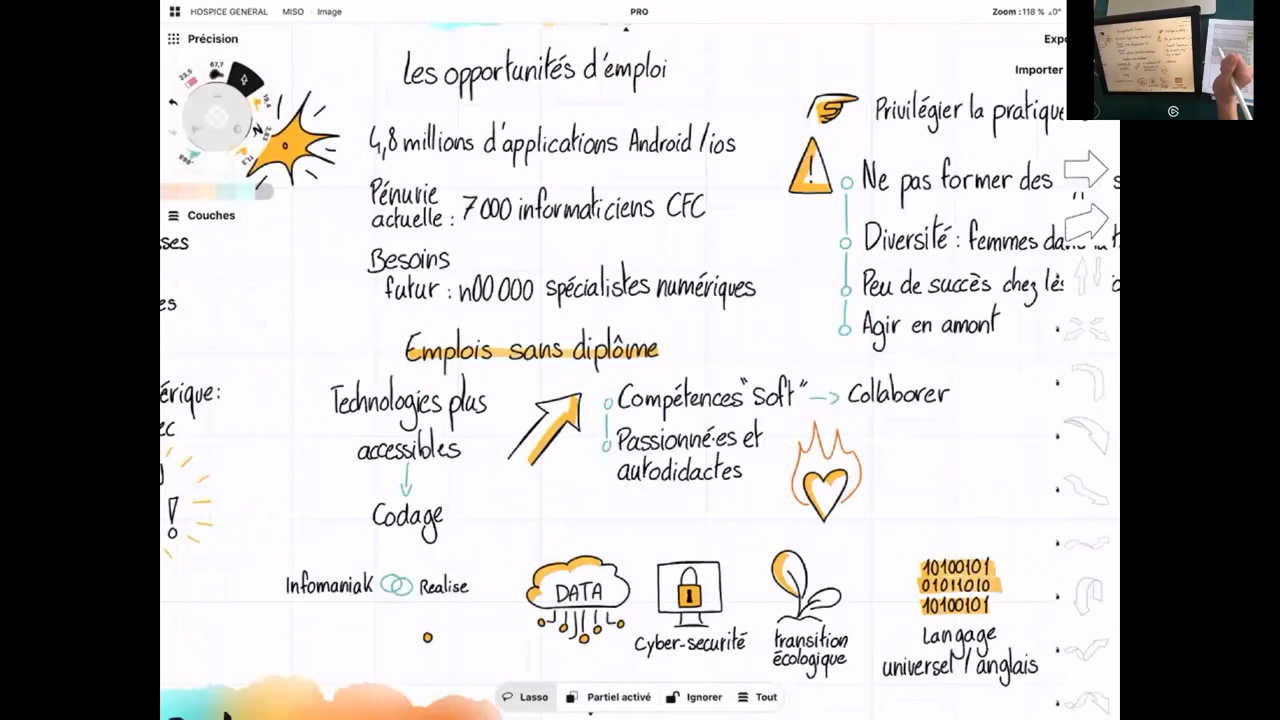 HOSPICE GENERAL MISO Image PRO Zoom : 118 % ⊿0°
Précision
Importer
Couches
Les opportunités d'emploi
4,8 millions d'applications Android / ios
Pénurie
actuelle : 7 000 informaticiens CFC
Besoins
futur : n00 000 spécialistes numériques
Privilégier la pratique
Ne pas former des
Diversité : femmes
Peu de succès chez
Agir en amont
Emplois sans diplôme
Technologies plus
accessibles
Codage
Compétences "soft" -> Collaborer
Passionné·es et
autodidactes
Infomaniak Realise
DATA
Cyber-securité
transition
écologique
10100101
01011010
10100101
Langage
universel / anglais
Lasso Partiel activé Ignorer Tout